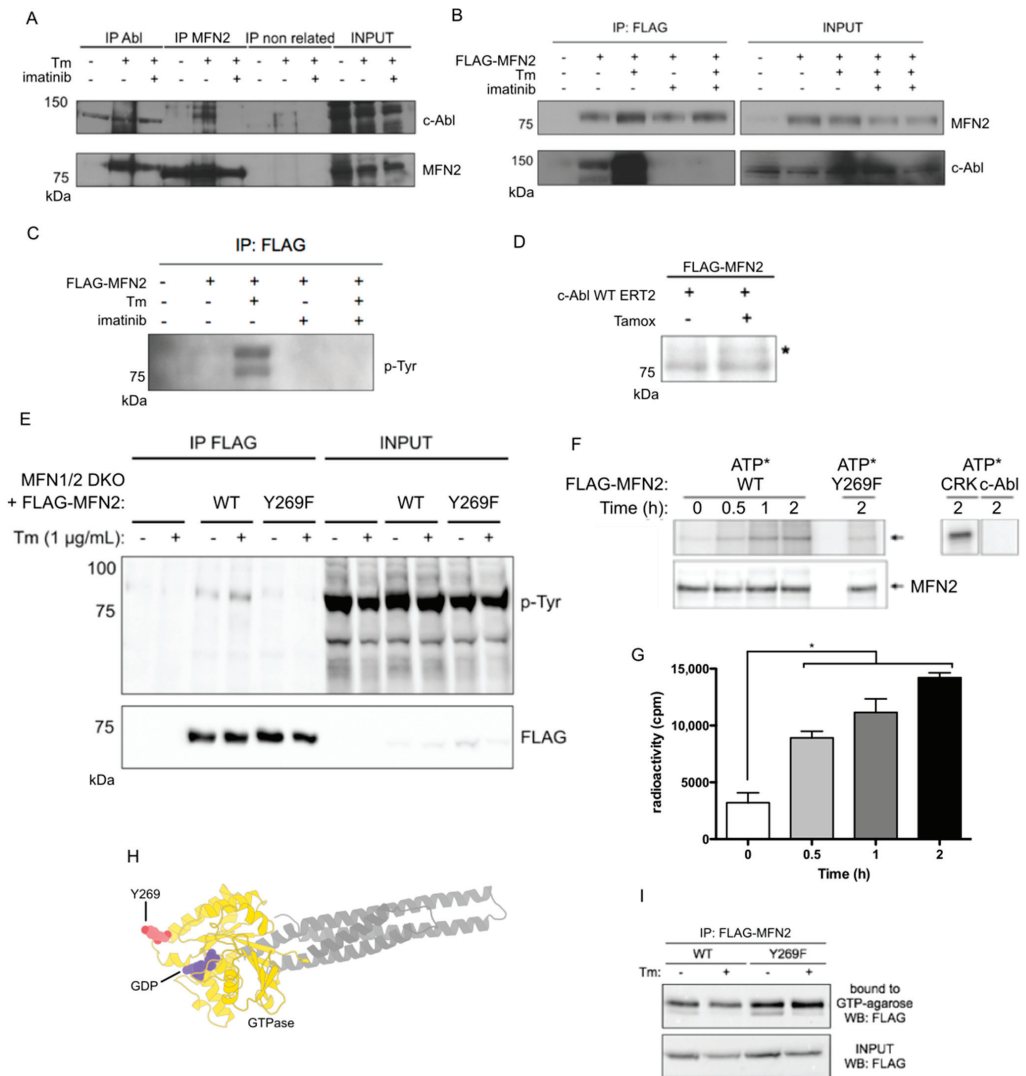 A
IP Abl IP MFN2 IP non related INPUT
Tm - + + - + + - + + - + +
imatinib - - + - - + - - + - - +
150
c-Abl
75
MFN2
kDa
B
IP: FLAG INPUT
FLAG-MFN2 - + + + + - + + + +
Tm - - + - + - - + + +
imatinib - - - + + - - - + +
75
MFN2
150
c-Abl
kDa
C
IP: FLAG
FLAG-MFN2 - + + + +
Tm - - + - +
imatinib - - - + +
75
p-Tyr
kDa
D
FLAG-MFN2
c-Abl WT ERT2 + +
Tamox - +
*
75
kDa
E
IP FLAG INPUT
MFN1/2 DKO
+ FLAG-MFN2: WT Y269F WT Y269F
Tm (1 µg/mL): - + - + - + - + - + - +
100
75
p-Tyr
75
FLAG
kDa
F
ATP* ATP* ATP*
FLAG-MFN2: WT Y269F CRK c-Abl
Time (h): 0 0.5 1 2 2 2 2
MFN2
G
*
radioactivity (cpm)
15,000
10,000
5000
0
0 0.5 1 2
Time (h)
H
Y269
GDP
GTPase
I
IP: FLAG-MFN2
WT Y269F
Tm: - + - +
bound to
GTP-agarose
WB: FLAG
INPUT
WB: FLAG